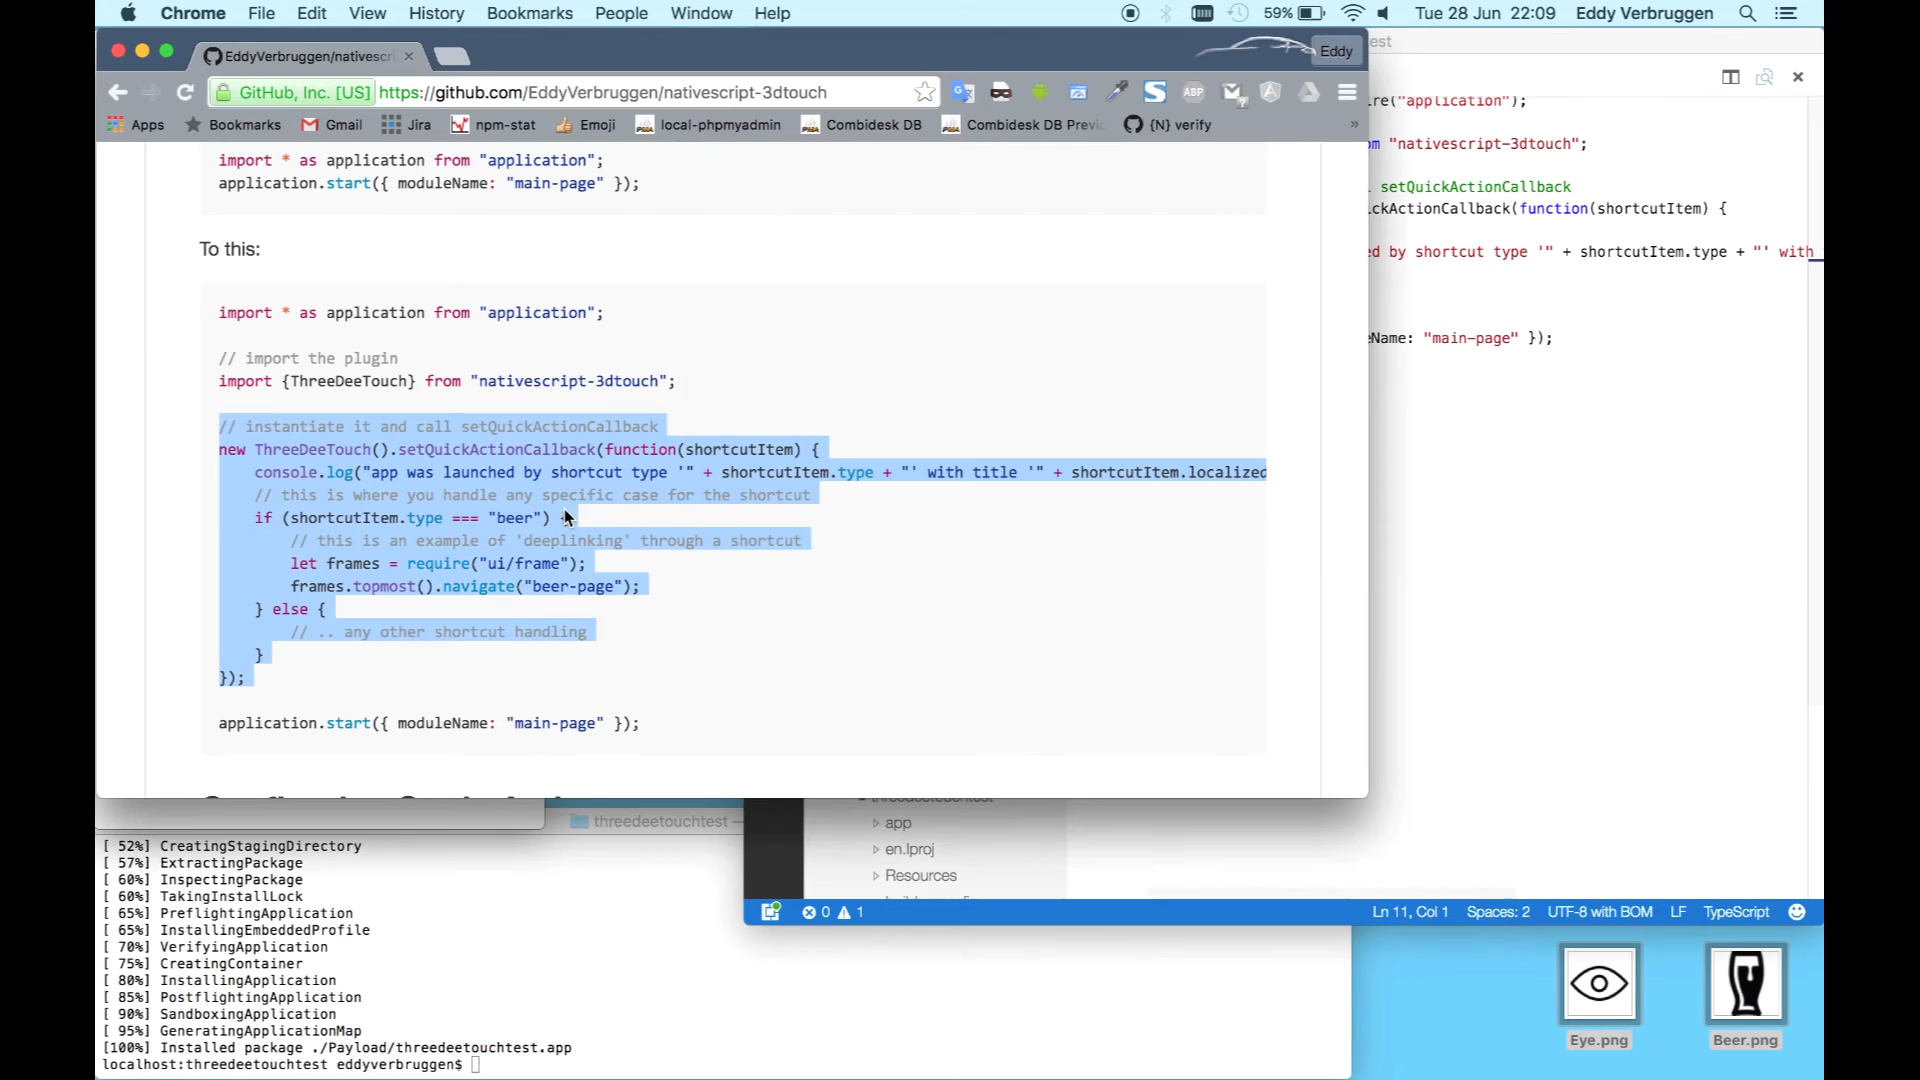 Chrome File Edit View History Bookmarks People Window Help 59% Tue 28 Jun 22:09 Eddy Verbruggen
EddyVerbruggen/nativescri Eddy
GitHub, Inc. [US] https://github.com/EddyVerbruggen/nativescript-3dtouch
Apps Bookmarks Gmail Jira npm-stat Emoji local-phpmyadmin Combidesk DB Combidesk DB Previ {N} verify »
import * as application from "application";
application.start({ moduleName: "main-page" });
To this:
import * as application from "application";
// import the plugin
import {ThreeDeeTouch} from "nativescript-3dtouch";
// instantiate it and call setQuickActionCallback
new ThreeDeeTouch().setQuickActionCallback(function(shortcutItem) {
console.log("app was launched by shortcut type '" + shortcutItem.type + "' with title '" + shortcutItem.localized
// this is where you handle any specific case for the shortcut
if (shortcutItem.type === "beer") {
// this is an example of 'deeplinking' through a shortcut
let frames = require("ui/frame");
frames.topmost().navigate("beer-page");
} else {
// .. any other shortcut handling
}
});
application.start({ moduleName: "main-page" });
est
ire("application");
om "nativescript-3dtouch";
l setQuickActionCallback
ickActionCallback(function(shortcutItem) {
ed by shortcut type '" + shortcutItem.type + "' with
eName: "main-page" });
threedeetouchtest —
[ 52%] CreatingStagingDirectory
[ 57%] ExtractingPackage
[ 60%] InspectingPackage
[ 60%] TakingInstallLock
[ 65%] PreflightingApplication
[ 65%] InstallingEmbeddedProfile
[ 70%] VerifyingApplication
[ 75%] CreatingContainer
[ 80%] InstallingApplication
[ 85%] PostflightingApplication
[ 90%] SandboxingApplication
[ 95%] GeneratingApplicationMap
[100%] Installed package ./Payload/threedeetouchtest.app
localhost:threedeetouchtest eddyverbruggen$
threedeetouchtest
app
en.lproj
Resources
0 1 Ln 11, Col 1 Spaces: 2 UTF-8 with BOM LF TypeScript
Eye.png
Beer.png